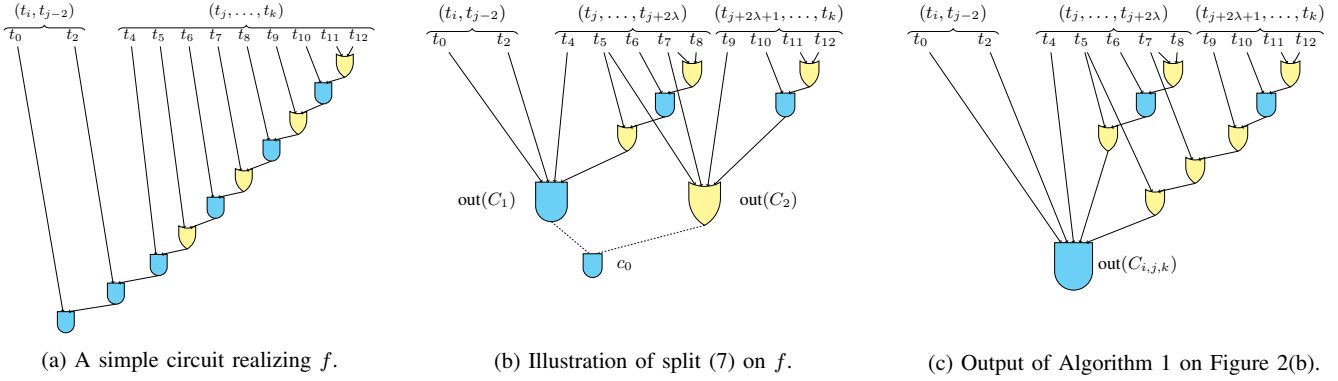 (t_i, t_{j−2}) (t_j, . . . , t_k)
t_0 t_2 t_4 t_5 t_6 t_7 t_8 t_9 t_10 t_11 t_12
(a) A simple circuit realizing f.
(t_i, t_{j−2}) (t_j, . . . , t_{j+2λ}) (t_{j+2λ+1}, . . . , t_k)
t_0 t_2 t_4 t_5 t_6 t_7 t_8 t_9 t_10 t_11 t_12
out(C_1) out(C_2)
c_0
(b) Illustration of split (7) on f.
(t_i, t_{j−2}) (t_j, . . . , t_{j+2λ}) (t_{j+2λ+1}, . . . , t_k)
t_0 t_2 t_4 t_5 t_6 t_7 t_8 t_9 t_10 t_11 t_12
out(C_{i,j,k})
(c) Output of Algorithm 1 on Figure 2(b).